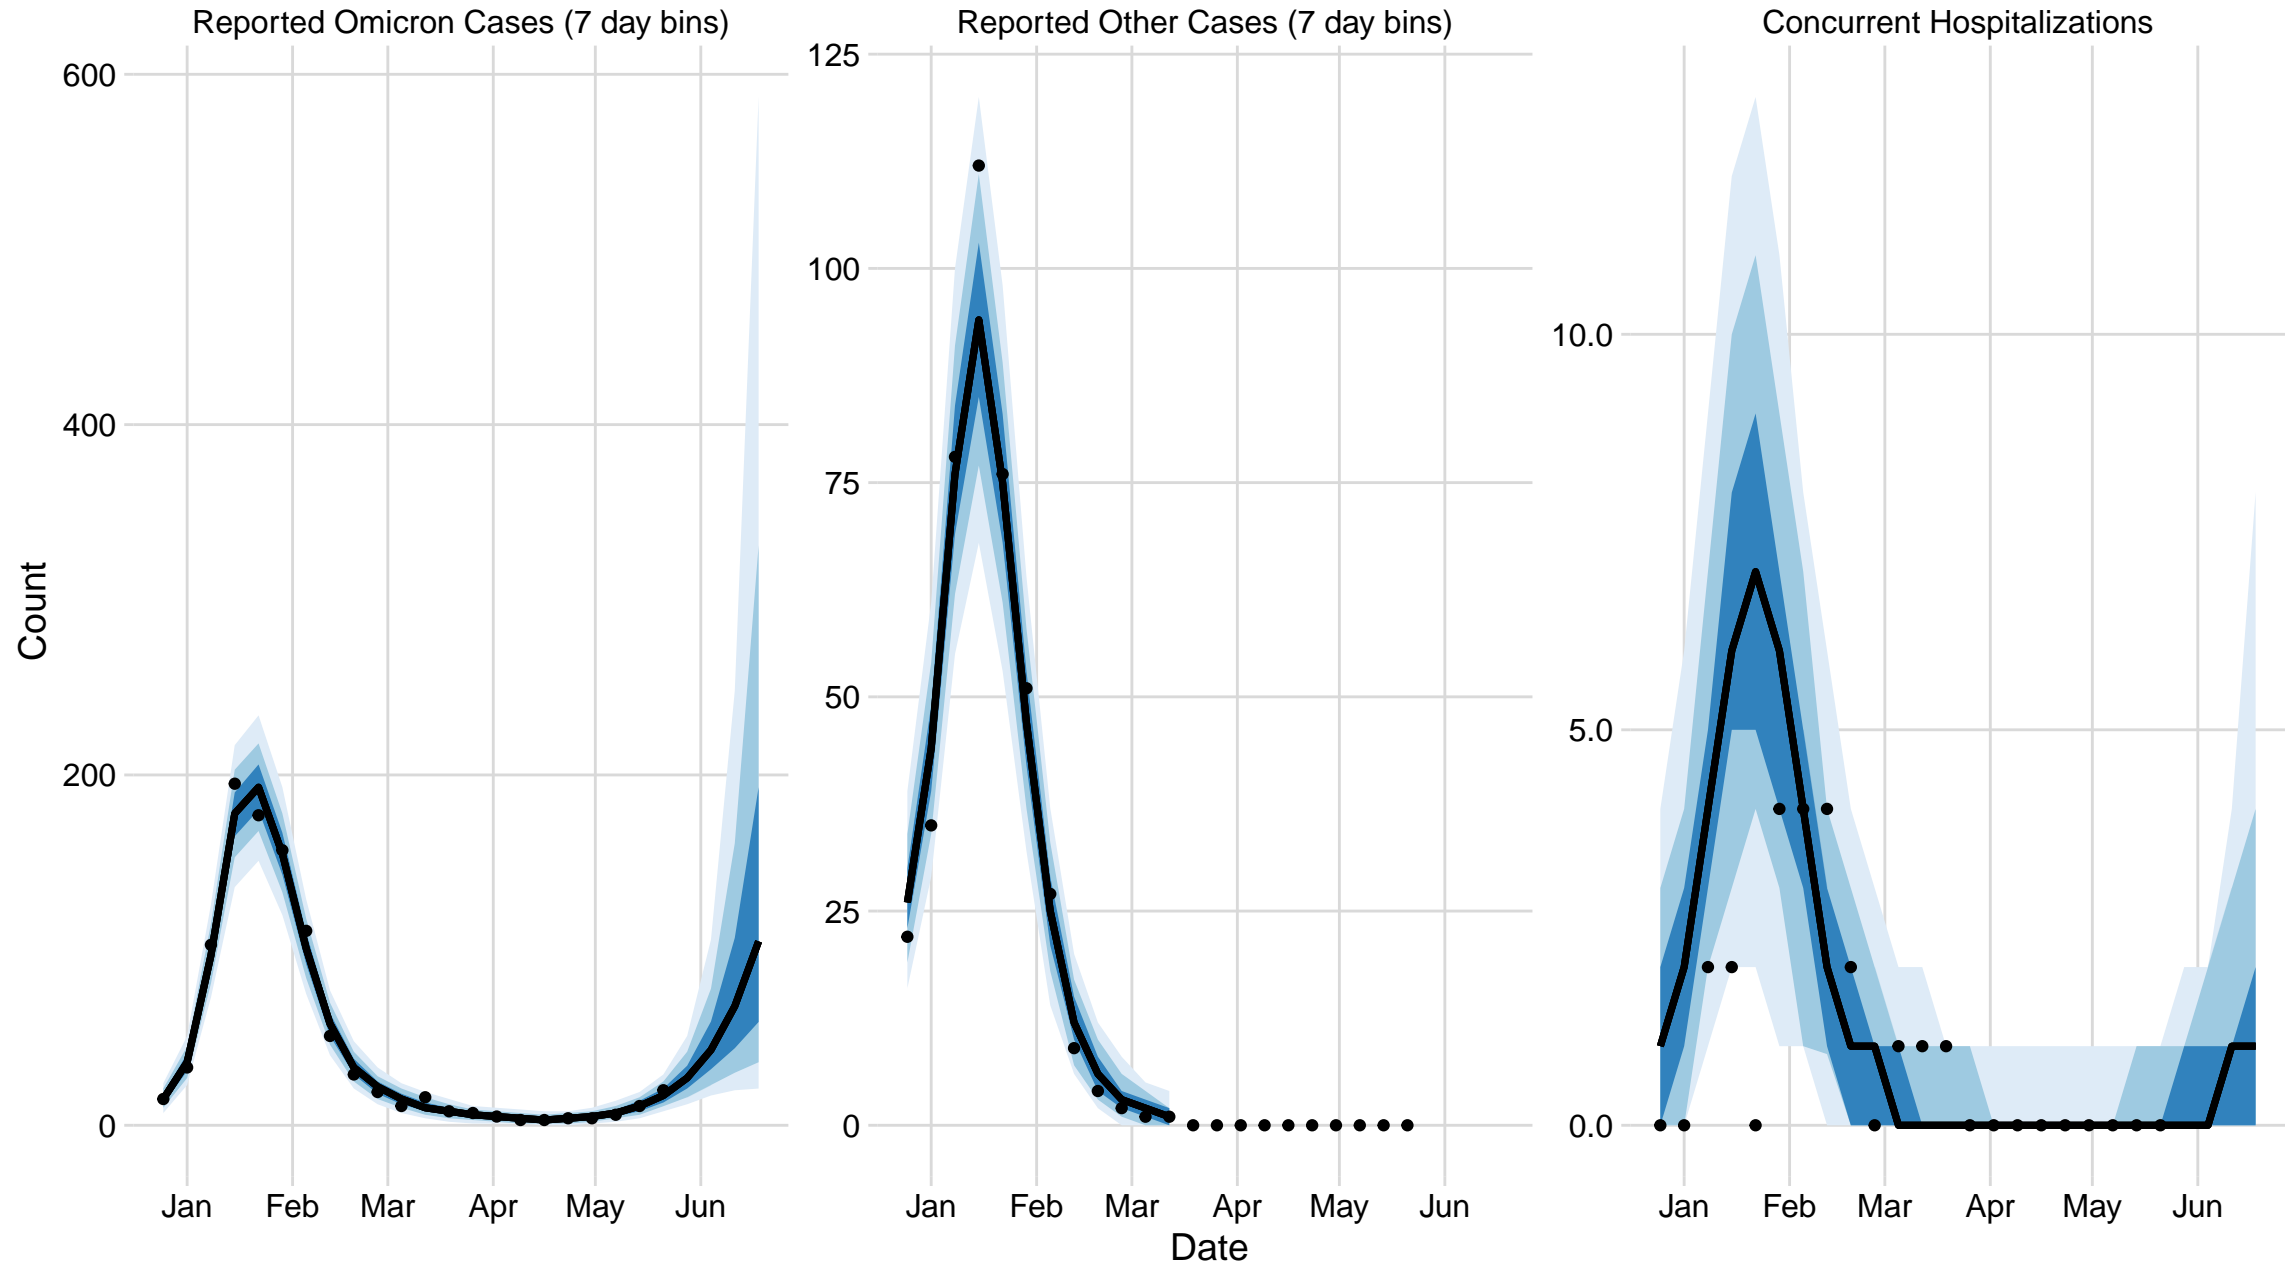 Reported Omicron Cases (7 day bins)
Reported Other Cases (7 day bins)
Concurrent Hospitalizations
Count
600
400
200
0
125
100
75
50
25
0
10.0
5.0
0.0
Jan Feb Mar Apr May Jun
Jan Feb Mar Apr May Jun
Jan Feb Mar Apr May Jun
Date